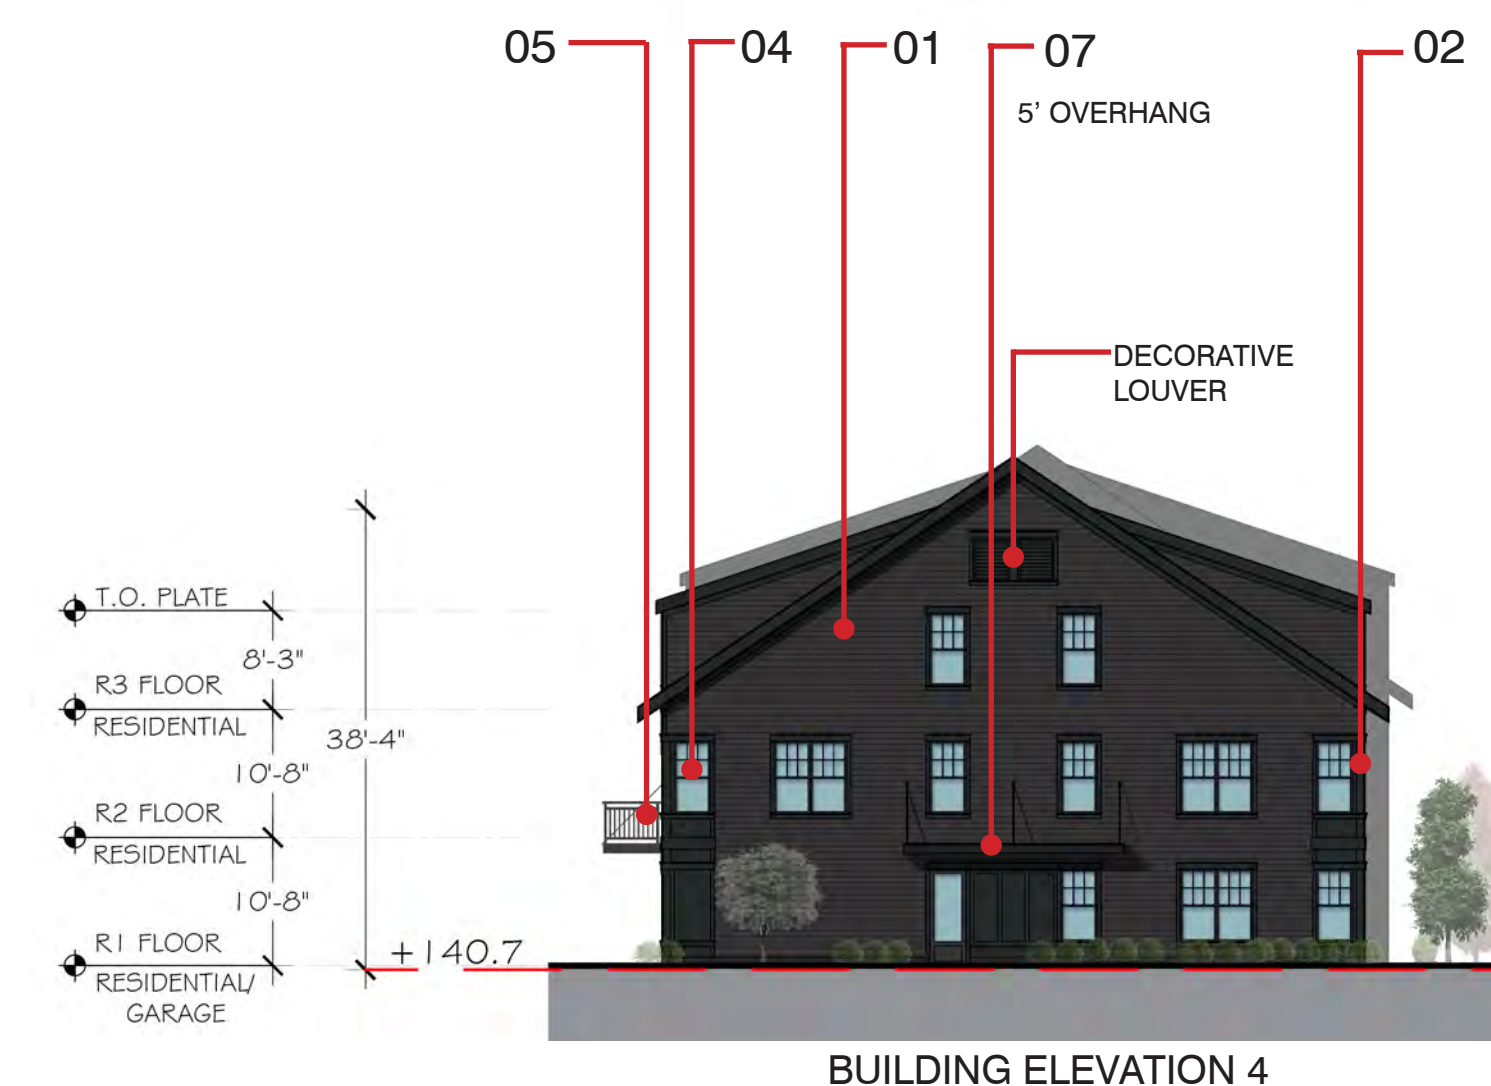 05
04
01
07
02
5’ OVERHANG
DECORATIVE
LOUVER
T.O. PLATE
8'-3"
R3 FLOOR
RESIDENTIAL
38'-4"
10'-8"
R2 FLOOR
RESIDENTIAL
10'-8"
R1 FLOOR
+140.7
RESIDENTIAL/
GARAGE
BUILDING ELEVATION 4